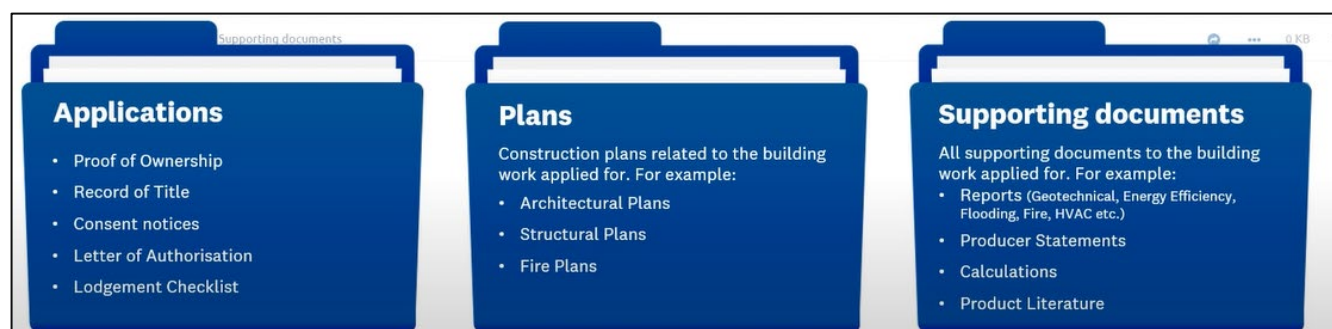 Supporting documents
0 KB
Applications
• Proof of Ownership
• Record of Title
• Consent notices
• Letter of Authorisation
• Lodgement Checklist
Plans
Construction plans related to the building
work applied for. For example:
• Architectural Plans
• Structural Plans
• Fire Plans
Supporting documents
All supporting documents to the building
work applied for. For example:
• Reports (Geotechnical, Energy Efficiency,
Flooding, Fire, HVAC etc.)
• Producer Statements
• Calculations
• Product Literature